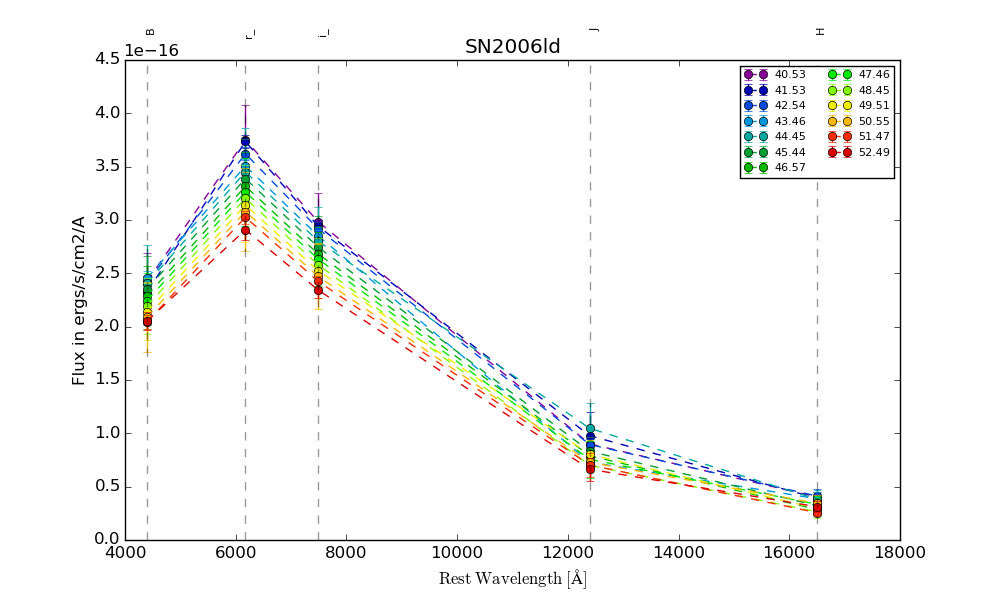 B r_ i_ J H
1e−16
SN2006ld
4.5
4.0
3.5
3.0
2.5
2.0
1.5
1.0
0.5
0.0
Flux in ergs/s/cm2/A
40.53 47.46
41.53 48.45
42.54 49.51
43.46 50.55
44.45 51.47
45.44 52.49
46.57
4000 6000 8000 10000 12000 14000 16000 18000
Rest Wavelength [Å]